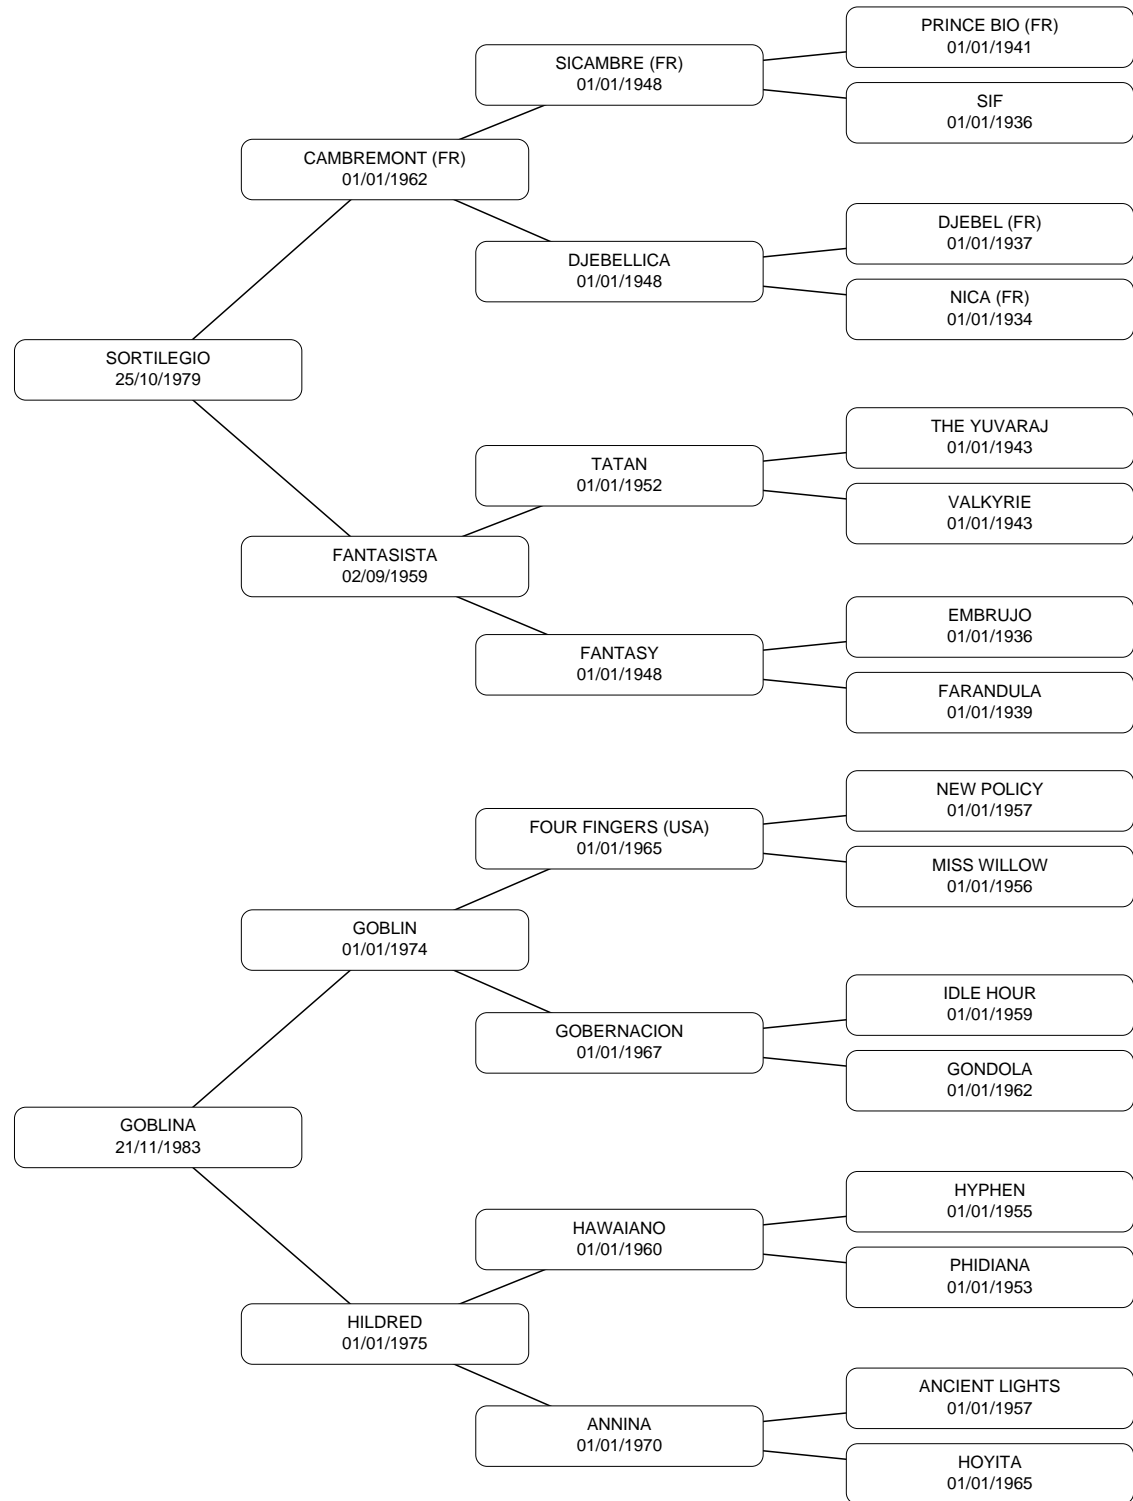 PRINCE BIO (FR)
01/01/1941
SICAMBRE (FR)
01/01/1948
SIF
01/01/1936
CAMBREMONT (FR)
01/01/1962
DJEBEL (FR)
01/01/1937
DJEBELLICA
01/01/1948
NICA (FR)
01/01/1934
SORTILEGIO
25/10/1979
THE YUVARAJ
01/01/1943
TATAN
01/01/1952
VALKYRIE
01/01/1943
FANTASISTA
02/09/1959
EMBRUJO
01/01/1936
FANTASY
01/01/1948
FARANDULA
01/01/1939
NEW POLICY
01/01/1957
FOUR FINGERS (USA)
01/01/1965
MISS WILLOW
01/01/1956
GOBLIN
01/01/1974
IDLE HOUR
01/01/1959
GOBERNACION
01/01/1967
GONDOLA
01/01/1962
GOBLINA
21/11/1983
HYPHEN
01/01/1955
HAWAIANO
01/01/1960
PHIDIANA
01/01/1953
HILDRED
01/01/1975
ANCIENT LIGHTS
01/01/1957
ANNINA
01/01/1970
HOYITA
01/01/1965